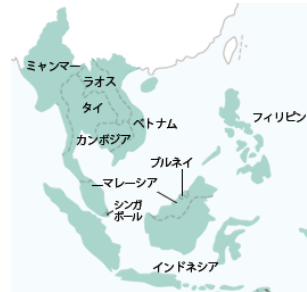 ミャンマー
ラオス
タイ
ベトナム
カンボジア
フィリピン
ブルネイ
マレーシア
シンガ
ポール
インドネシア